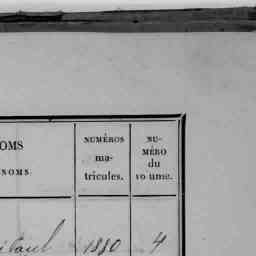 OMS NUMÉROS NU-
MÉRO
ma- du
NOMS tricules. vo ume.
1880 4